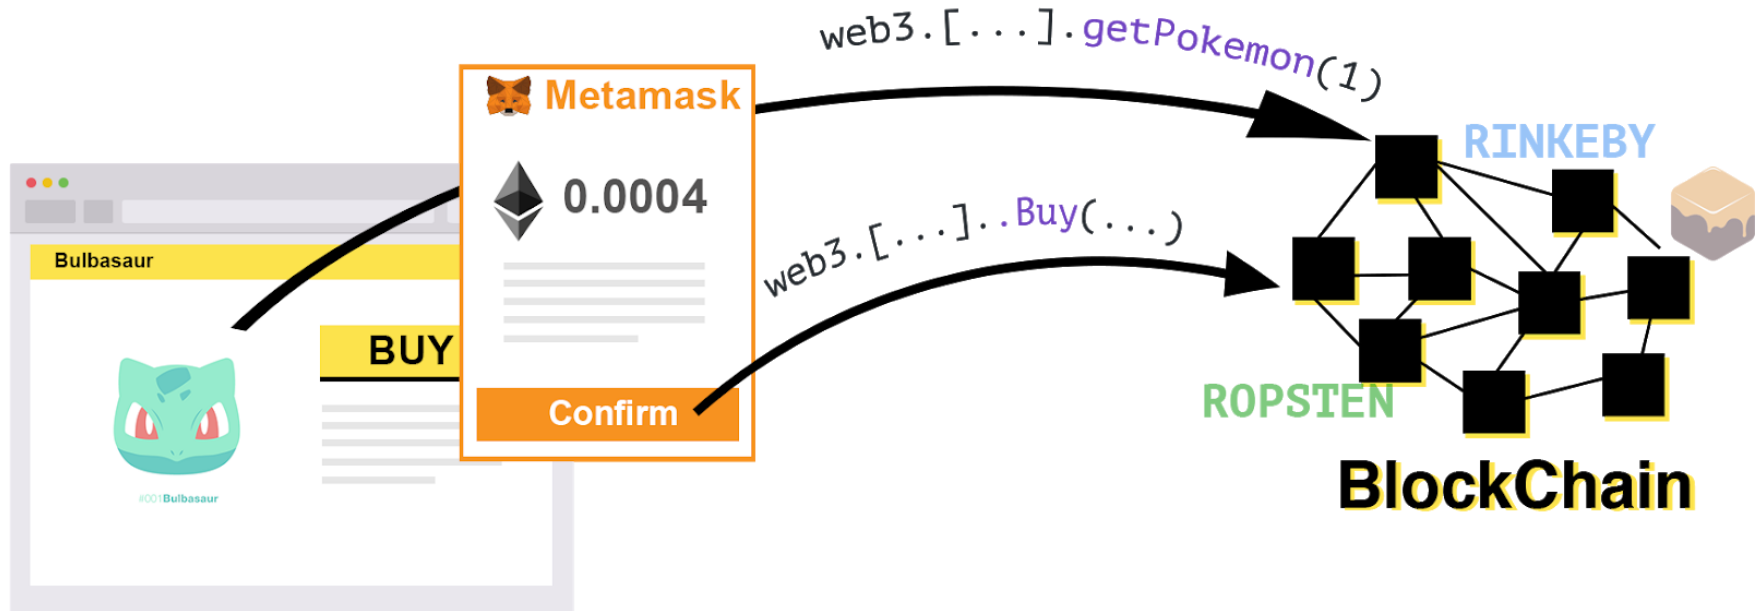 web3.[...].getPokemon(1)
Metamask
RINKEBY
0.0004
web3.[...]..Buy(...)
Bulbasaur
BUY
ROPSTEN
Confirm
BlockChain
#001Bulbasaur